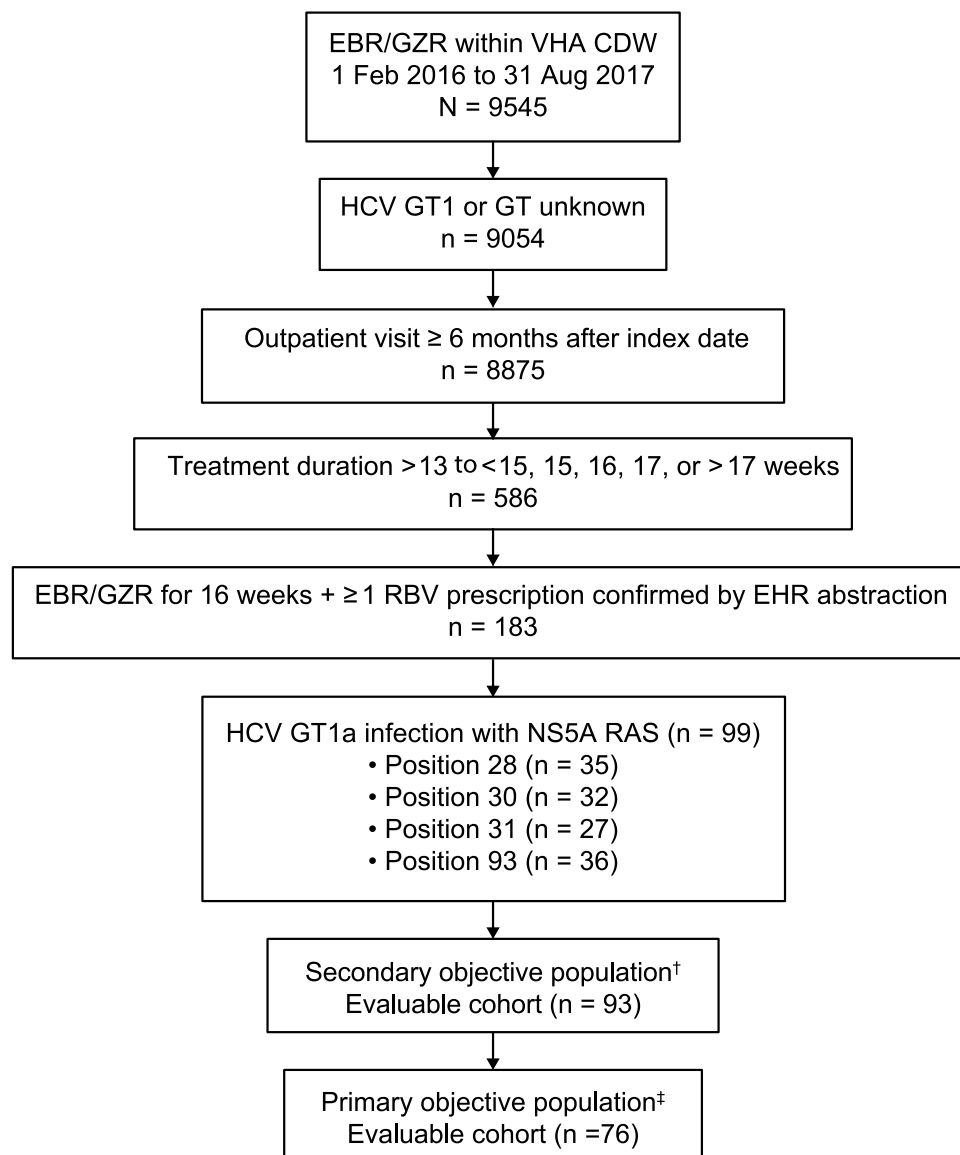 EBR/GZR within VHA CDW
1 Feb 2016 to 31 Aug 2017
N = 9545
HCV GT1 or GT unknown
n = 9054
Outpatient visit ≥ 6 months after index date
n = 8875
Treatment duration >13 to <15, 15, 16, 17, or >17 weeks
n = 586
EBR/GZR for 16 weeks + ≥1 RBV prescription confirmed by EHR abstraction
n = 183
HCV GT1a infection with NS5A RAS (n = 99)
• Position 28 (n = 35)
• Position 30 (n = 32)
• Position 31 (n = 27)
• Position 93 (n = 36)
Secondary objective population†
Evaluable cohort (n = 93)
Primary objective population‡
Evaluable cohort (n =76)